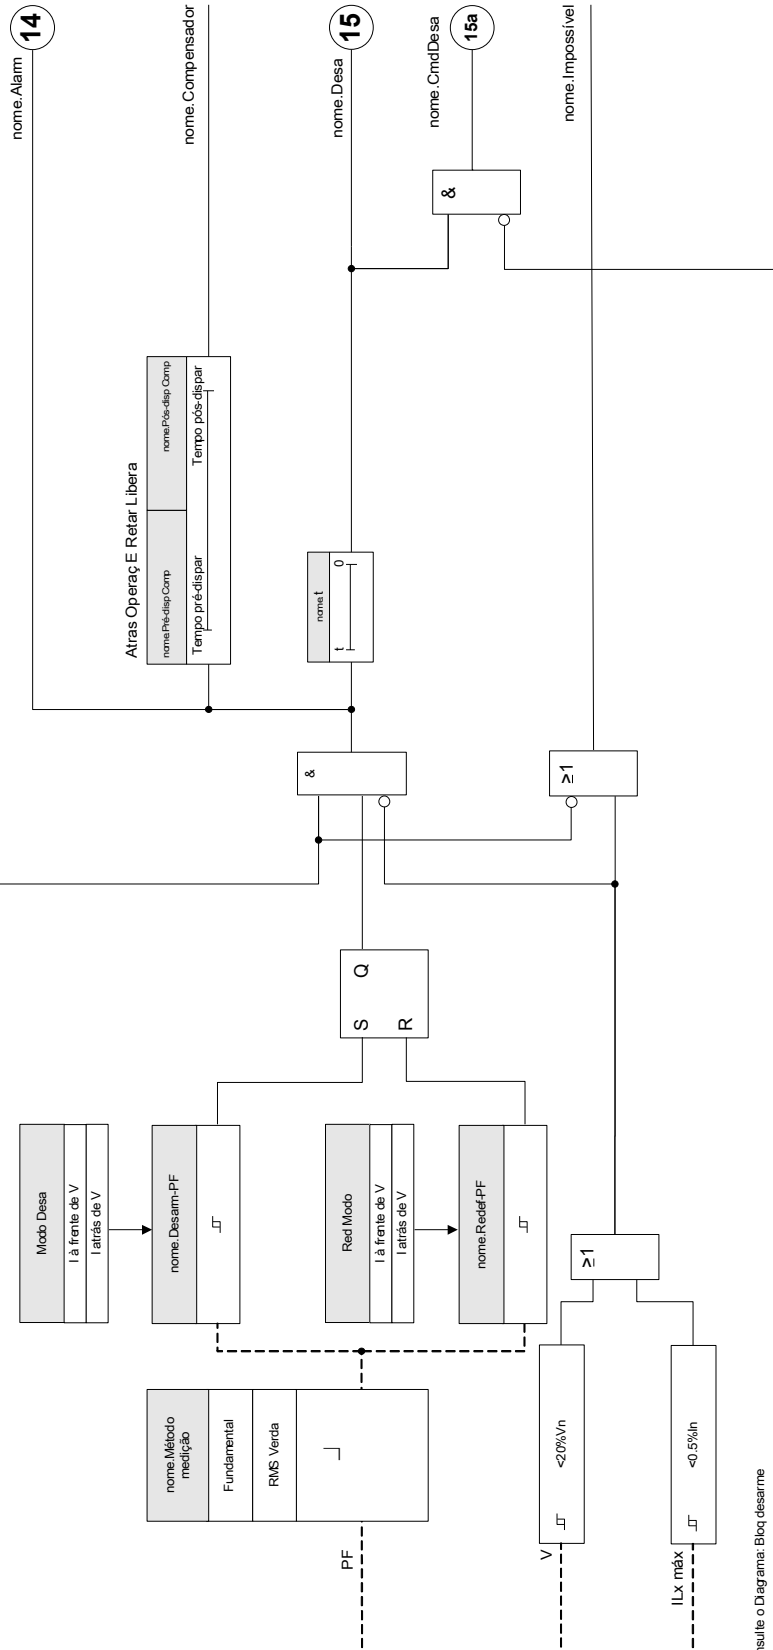 14
nome.Alarm
nome.Compensador
15
nome.Desa
15a
nome.CmdDesa
nome.Impossível
&
Atras Operaç E Retar Libera
nome.Pré-disp Comp
nome.Pós-disp Comp
Tempo pré-dispar
Tempo pós-dispar
nome.t
t
0
&
≥1
S
Q
R
Modo Desa
I à frente de V
I atrás de V
nome.Desarm-PF
Red Modo
I à frente de V
I atrás de V
nome.Redef-PF
≥1
nome.Método
medição
Fundamental
RMS Verda
PF
V
<20%Vn
ILx máx
<0.5%In
nsulte o Diagrama: Bloq desarme